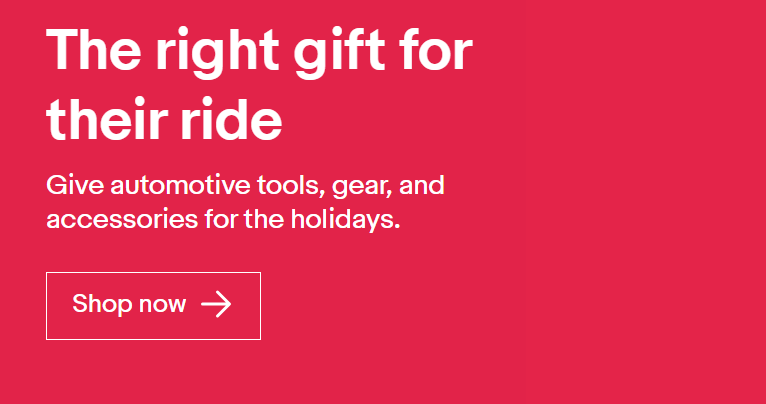 The right gift for
their ride
Give automotive tools, gear, and
accessories for the holidays.
Shop now